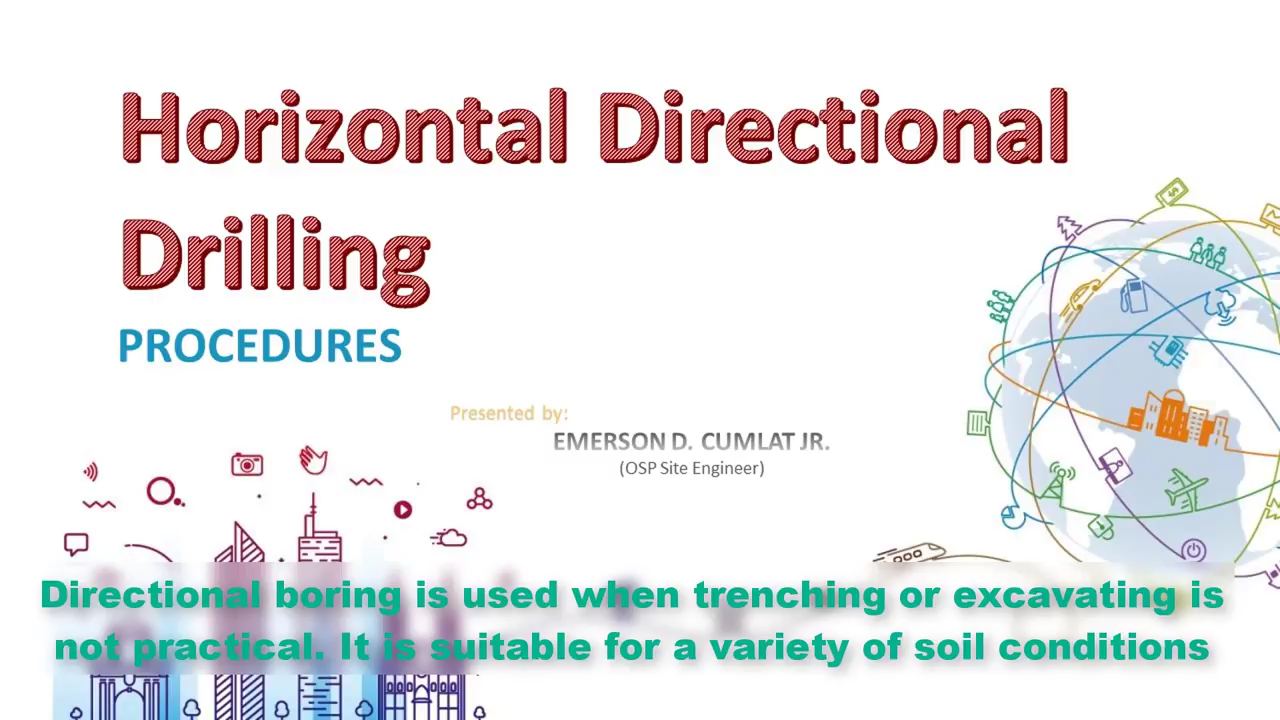 Horizontal Directional
Drilling
PROCEDURES
Presented by:
EMERSON D. CUMLAT JR.
(OSP Site Engineer)
Directional boring is used when trenching or excavating is
not practical. It is suitable for a variety of soil conditions